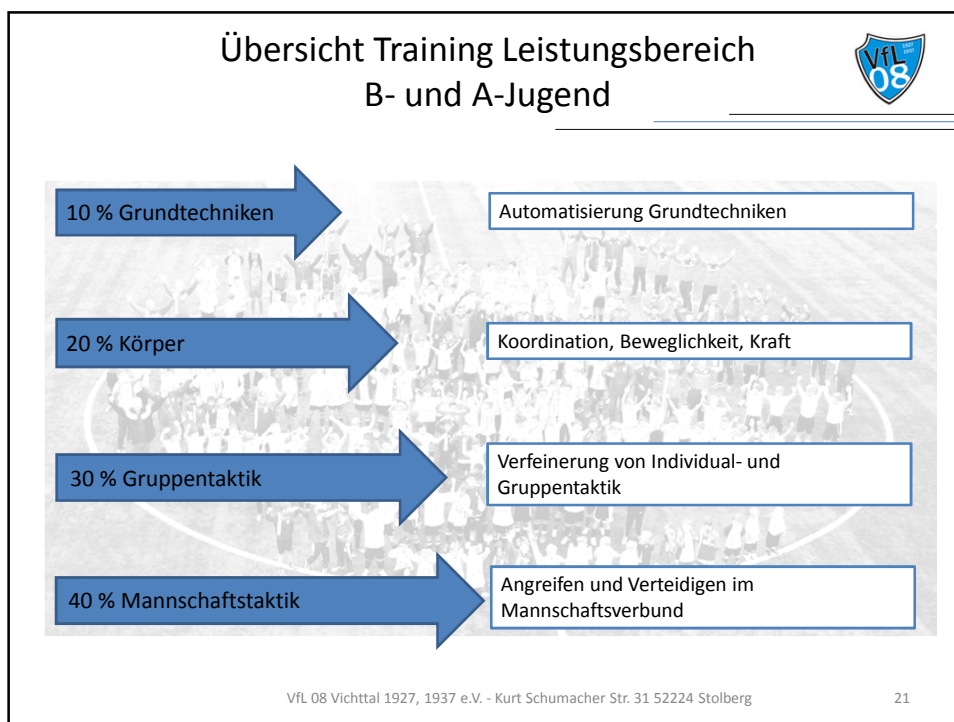 Übersicht Training Leistungsbereich
B- und A-Jugend
VfL
1927
1937
08
10 % Grundtechniken
Automatisierung Grundtechniken
20 % Körper
Koordination, Beweglichkeit, Kraft
30 % Gruppentaktik
Verfeinerung von Individual- und
Gruppentaktik
40 % Mannschaftstaktik
Angreifen und Verteidigen im
Mannschaftsverbund
VfL 08 Vichttal 1927, 1937 e.V. - Kurt Schumacher Str. 31 52224 Stolberg
21